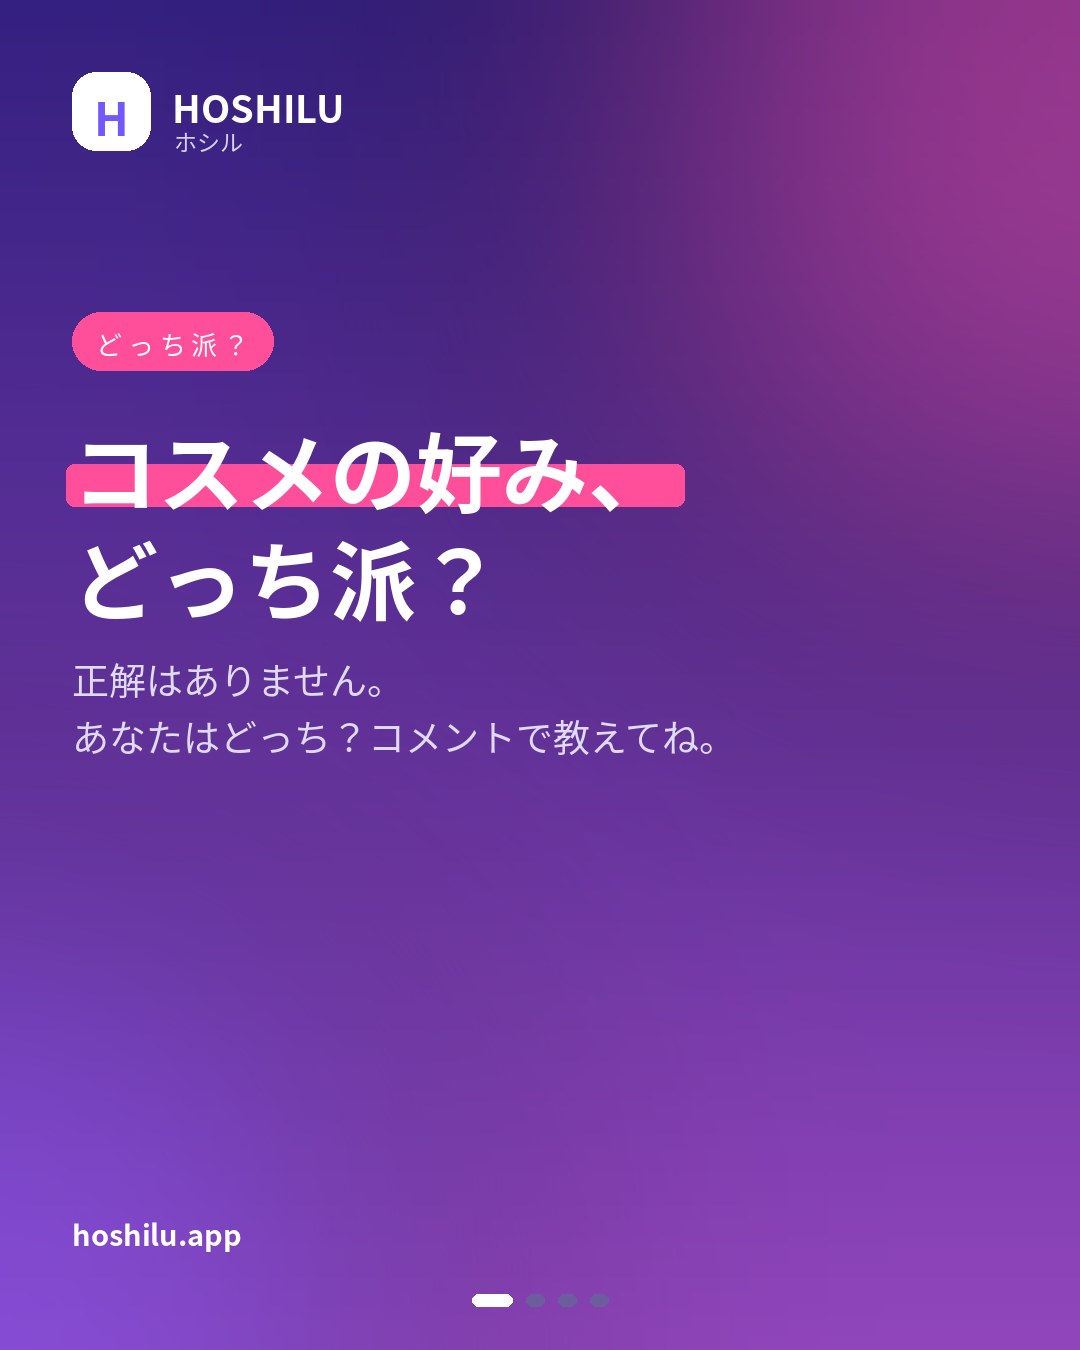 H
HOSHILU
ホシル
どっち派？
コスメの好み、
どっち派？
正解はありません。
あなたはどっち？コメントで教えてね。
hoshilu.app